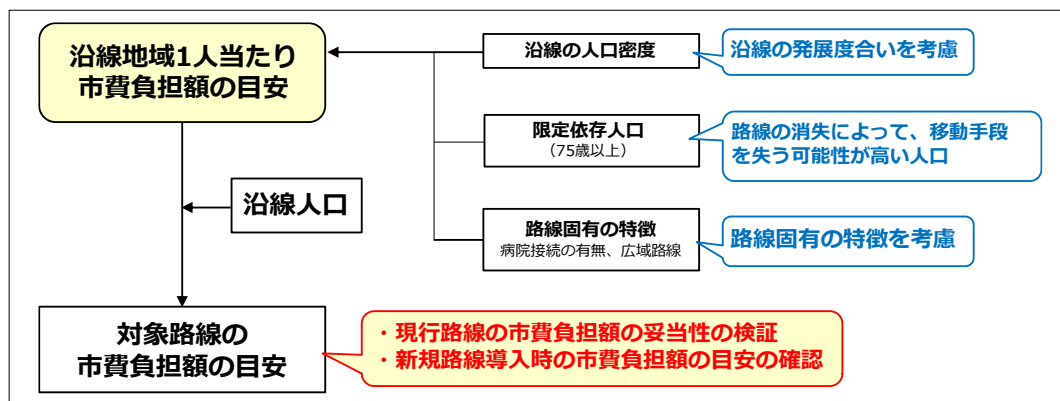 沿線地域1人当たり
市費負担額の目安
沿線の人口密度
沿線の発展度合いを考慮
限定依存人口
（75歳以上）
路線の消失によって、移動手段
を失う可能性が高い人口
沿線人口
路線固有の特徴
病院接続の有無、広域路線
路線固有の特徴を考慮
対象路線の
市費負担額の目安
・現行路線の市費負担額の妥当性の検証
・新規路線導入時の市費負担額の目安の確認